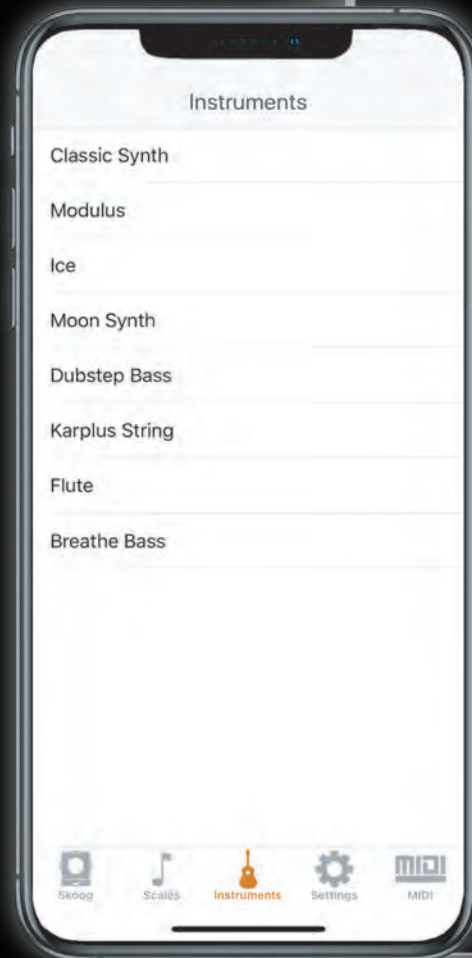 Instruments
Classic Synth
Modulus
Ice
Moon Synth
Dubstep Bass
Karplus String
Flute
Breathe Bass
Skoog Scales Instruments Settings MIDI MIDI